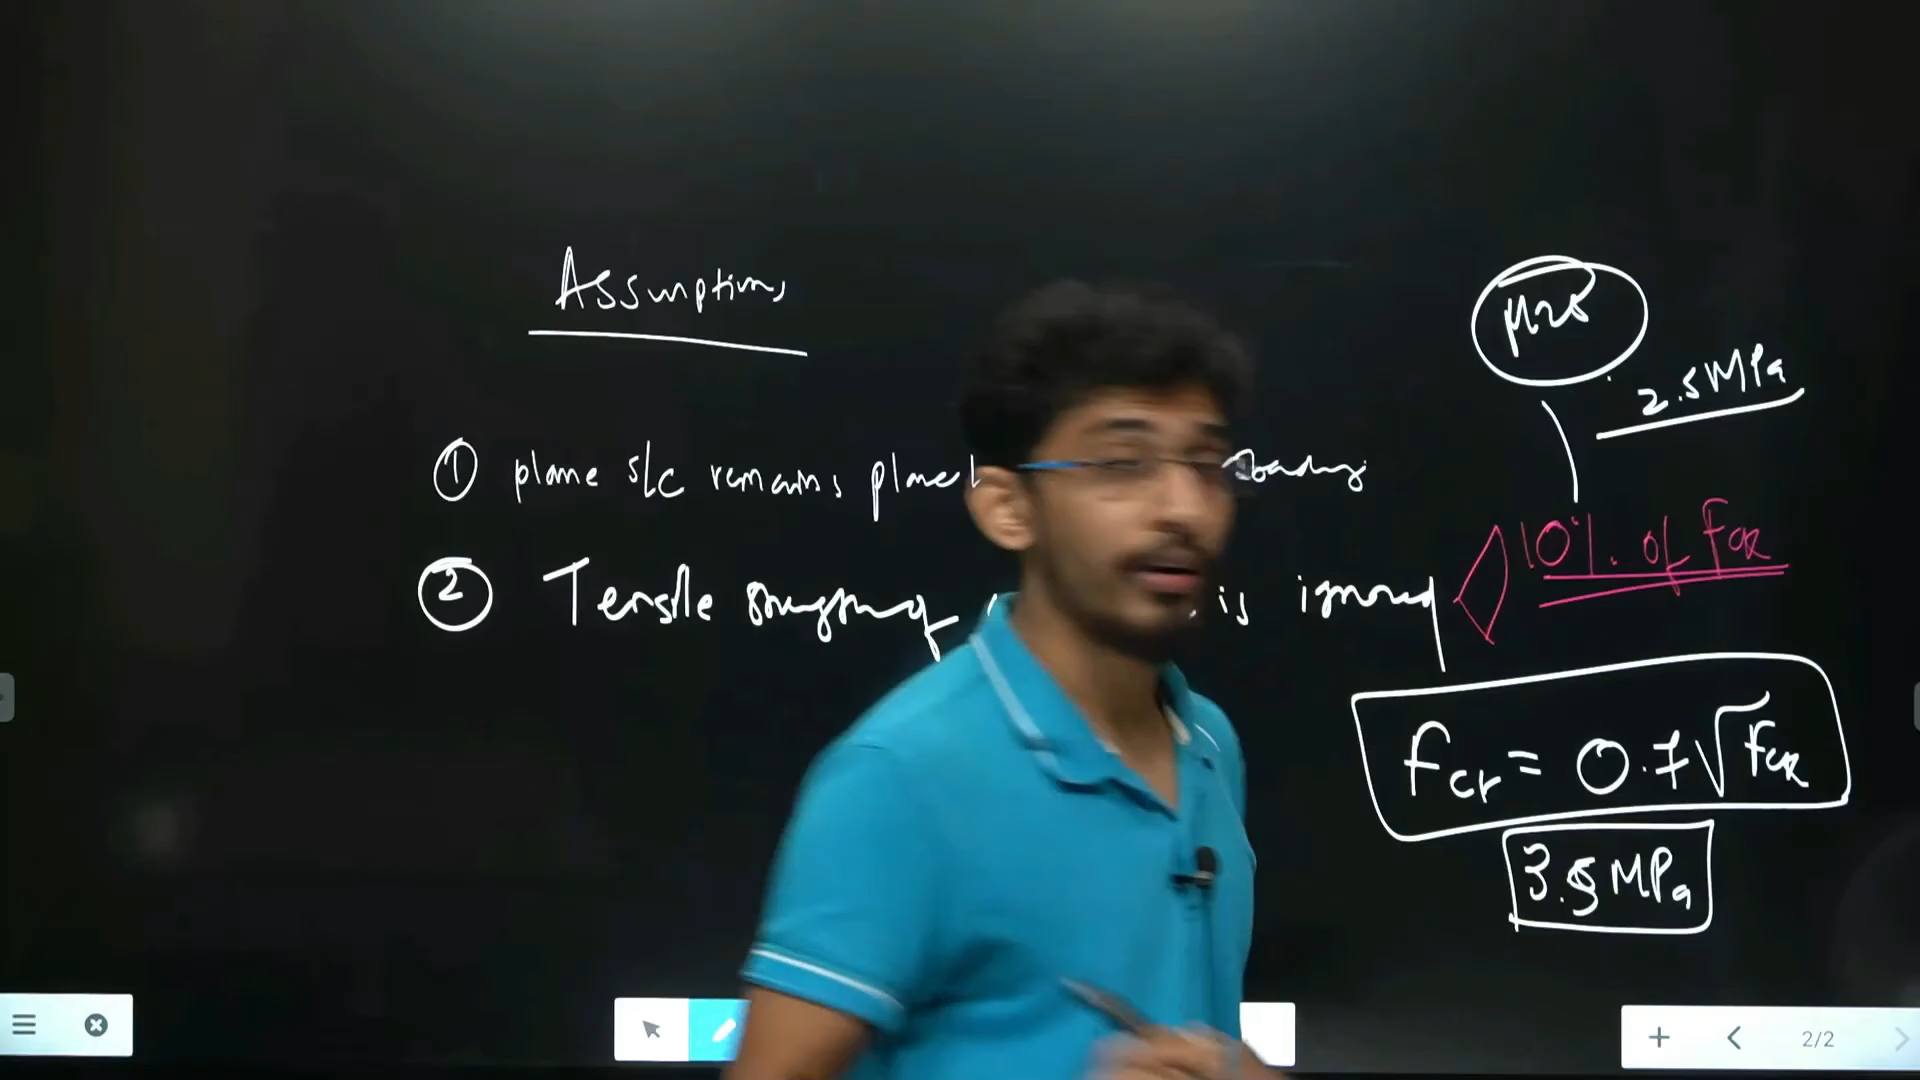 Assumptions
① plane s/c remains plane loading
② Tensile is ignored
M25
2.5 MPa
10% of Fck
fcr = 0.7√Fck
3.5 MPa
2/2